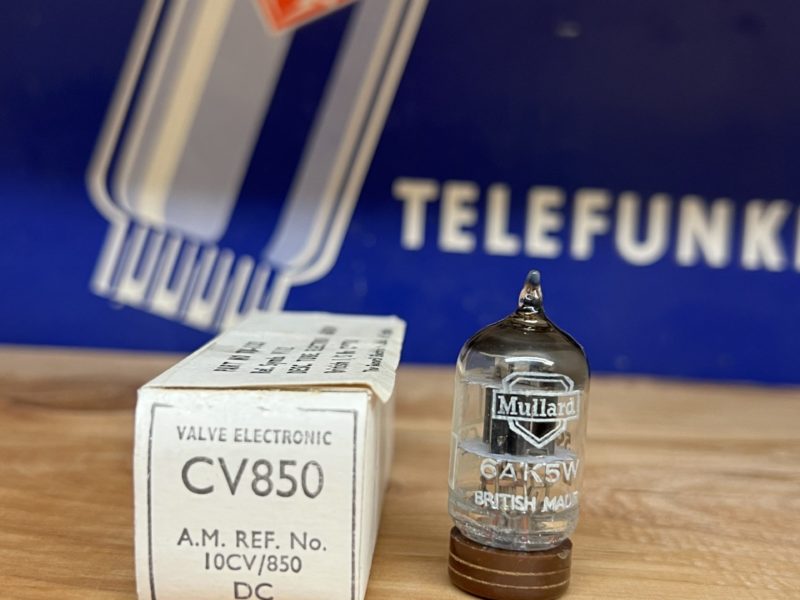 TELEFUNK
VALVE ELECTRONIC
CV850
A.M. REF. No.
10CV/850
DC
Mullard
6AK5W
BRITISH MADE